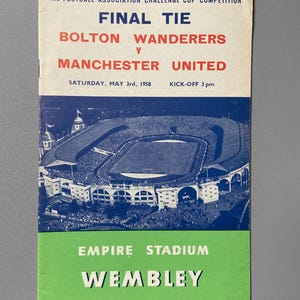 THE FOOTBALL ASSOCIATION CHALLENGE CUP COMPETITION
FINAL TIE
BOLTON WANDERERS
V
MANCHESTER UNITED
SATURDAY, MAY 3rd, 1958 KICK-OFF 3 pm
EMPIRE STADIUM
WEMBLEY